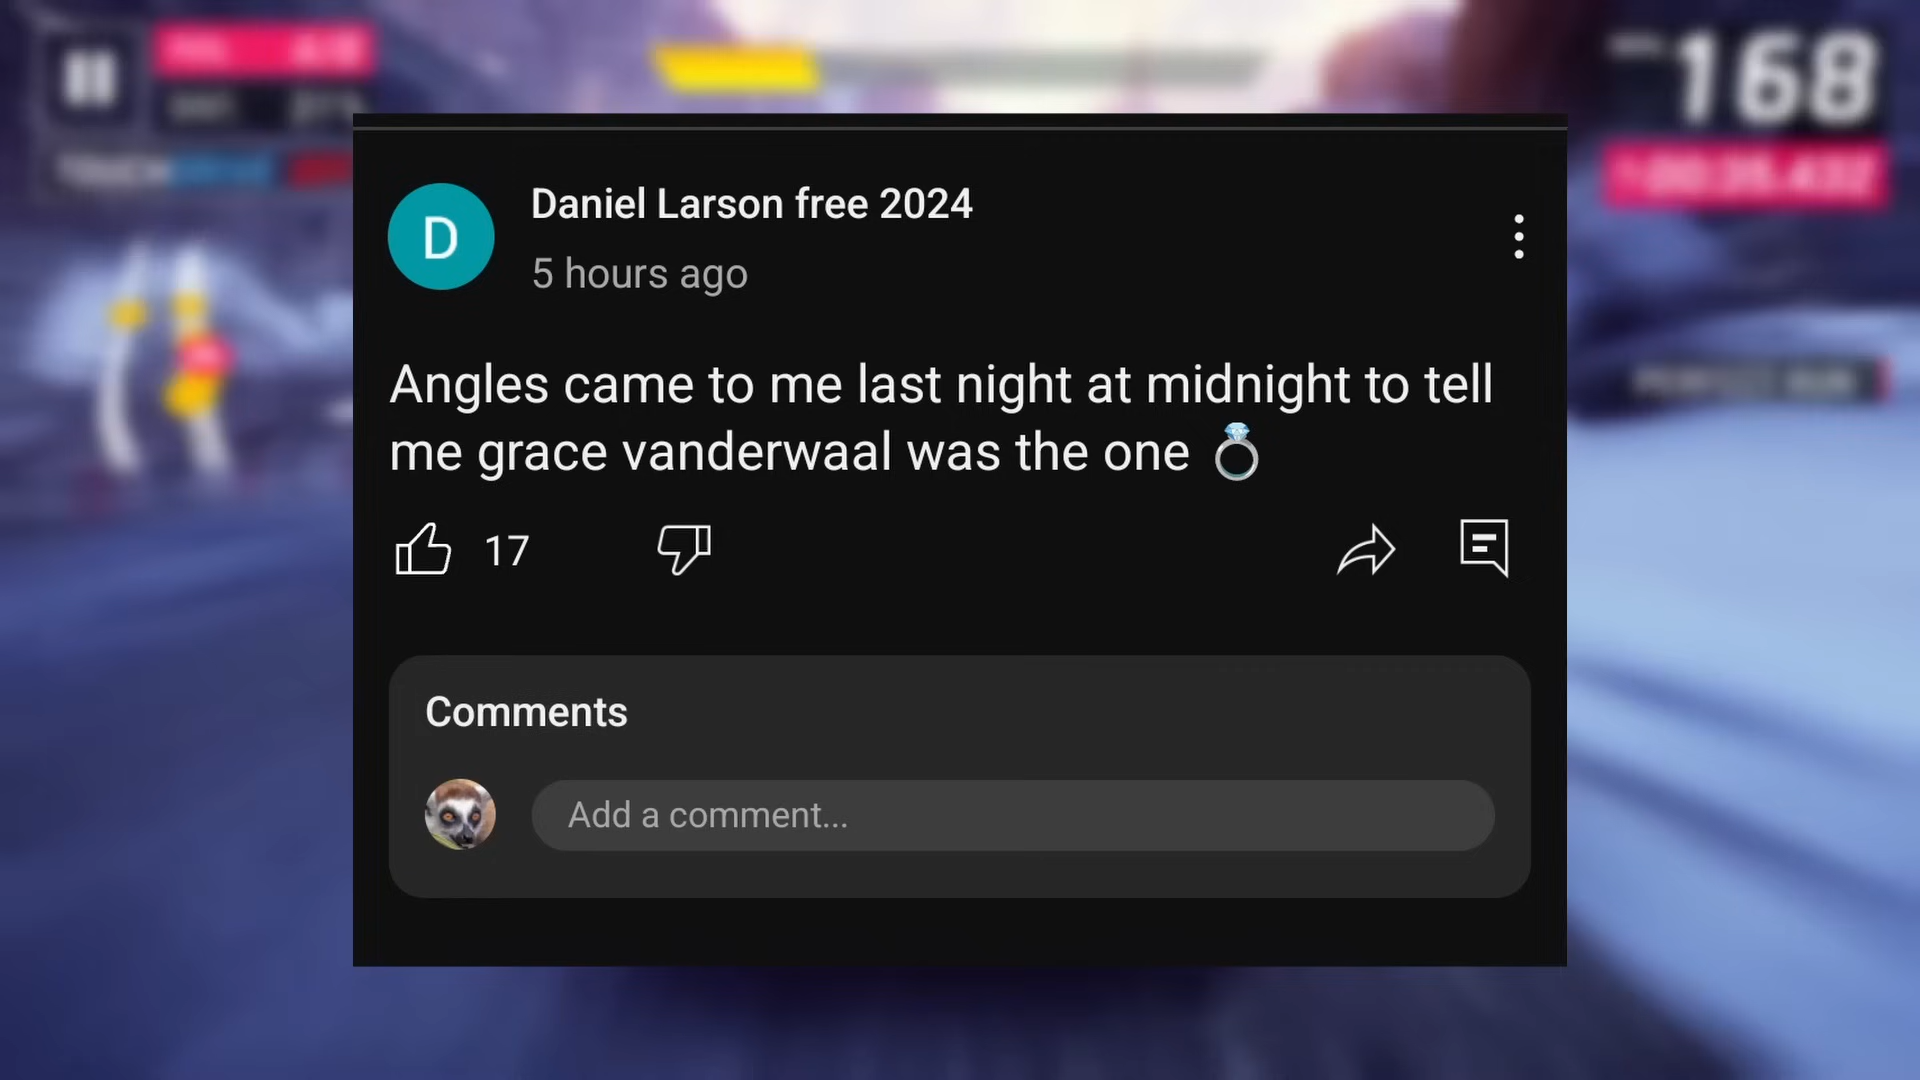 168
Daniel Larson free 2024
D
5 hours ago
Angles came to me last night at midnight to tell
me grace vanderwaal was the one 💍
17
Comments
Add a comment...